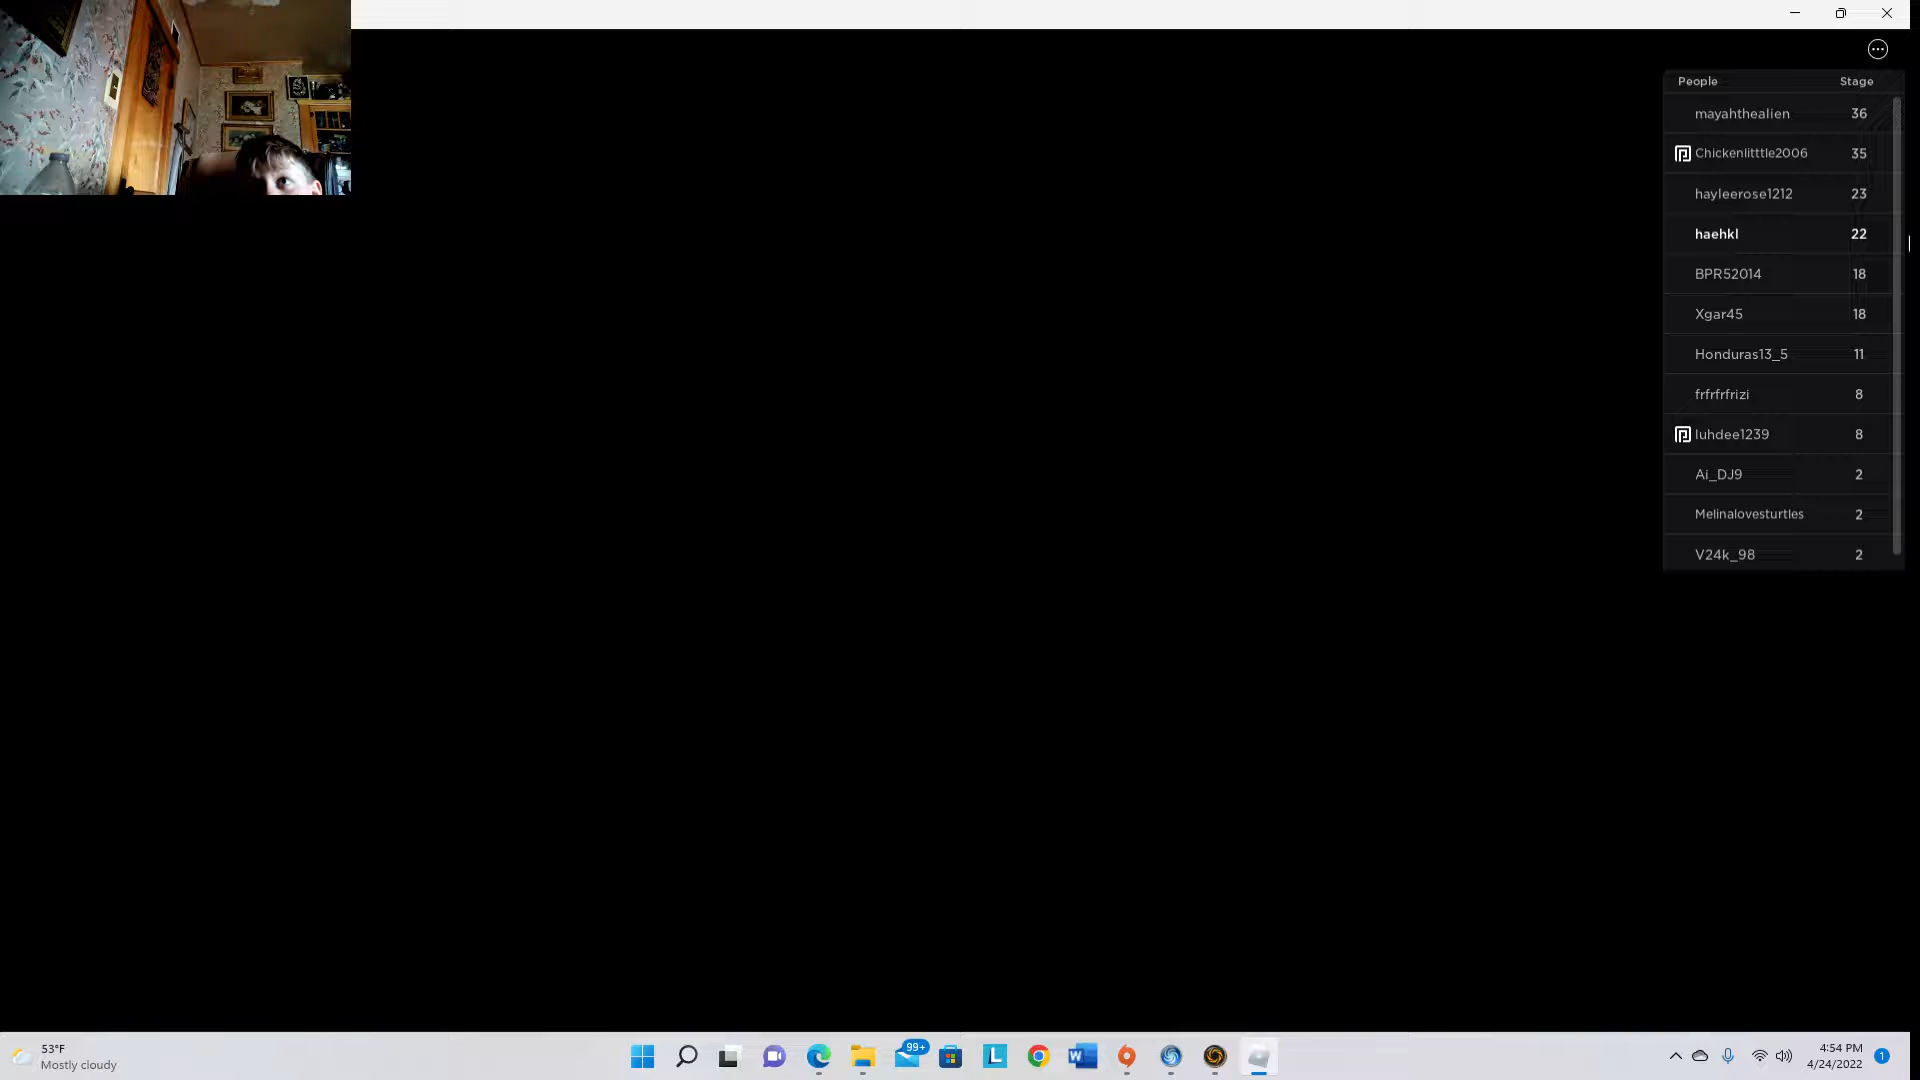 People Stage
mayahthealien 36
Chickenlitttle2006 35
hayleerose1212 23
haehkl 22
BPR52014 18
Xgar45 18
Honduras13_5 11
frfrfrfrizi 8
luhdee1239 8
Ai_DJ9 2
Melinalovesturtles 2
V24k_98 2
53°F
Mostly cloudy
99+
L
W
4:54 PM
4/24/2022
1